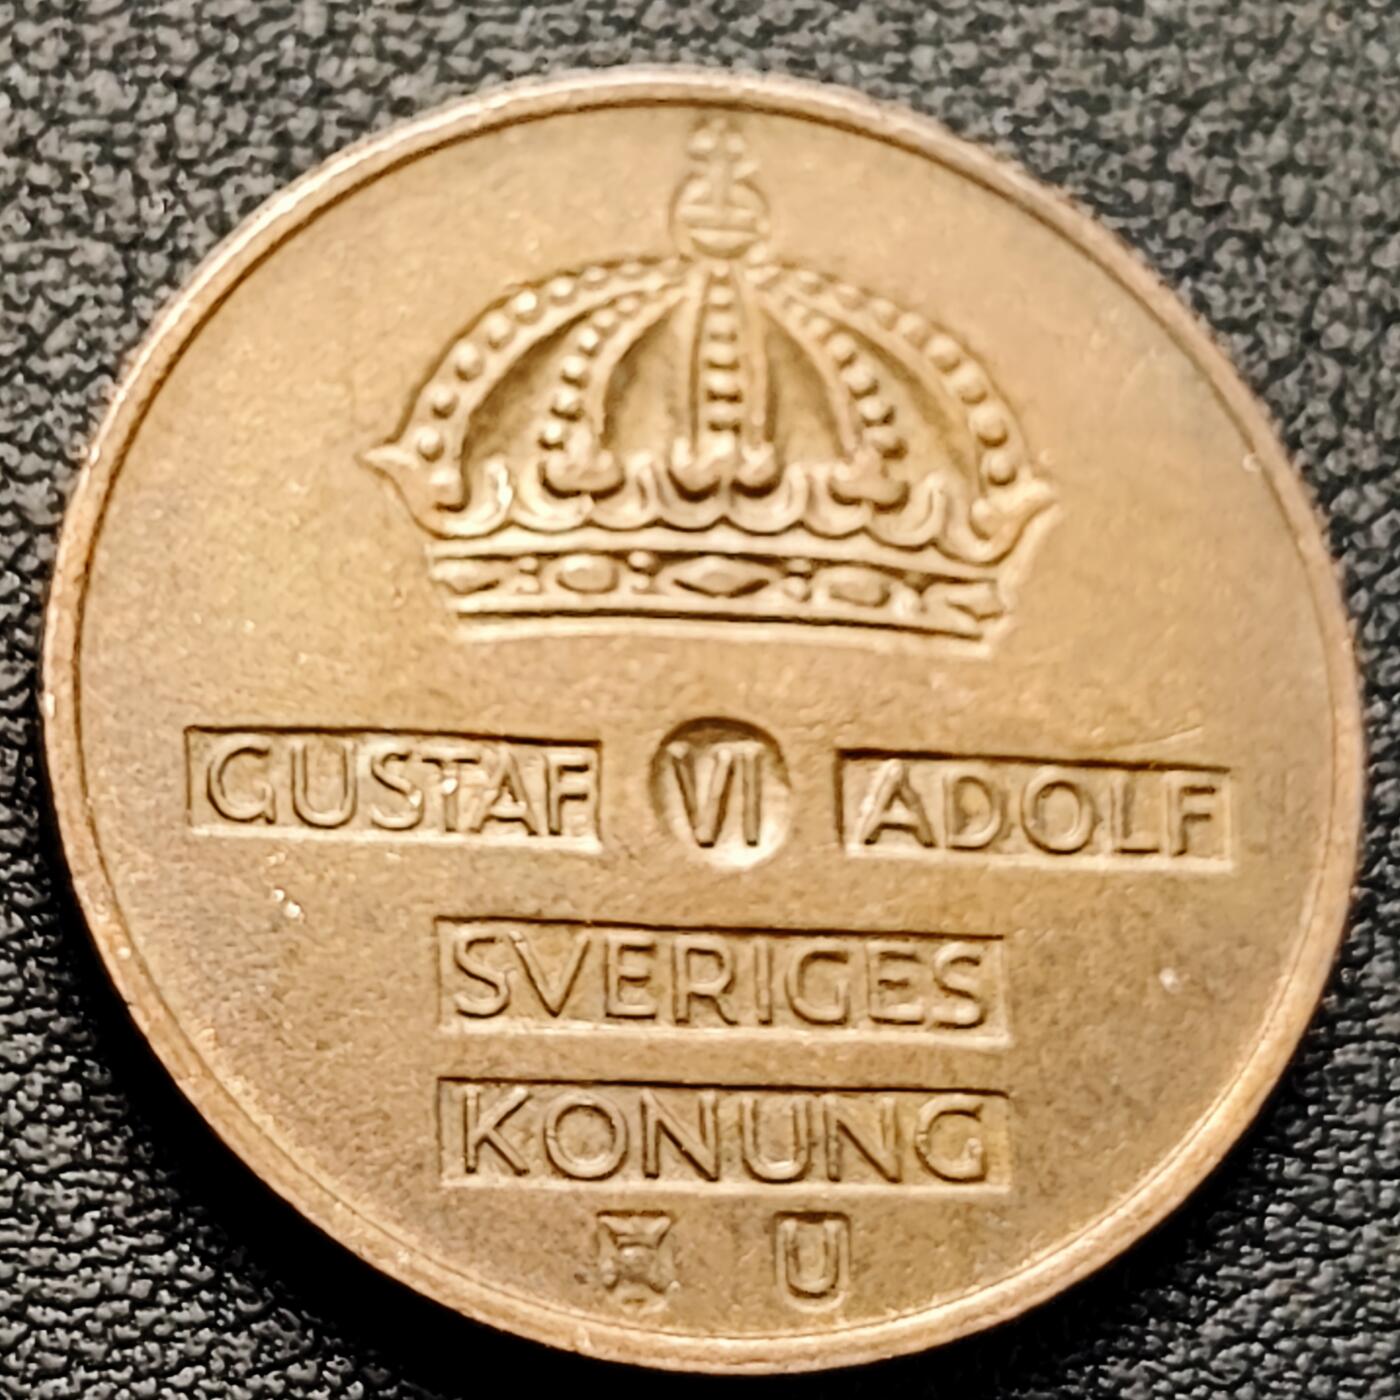 GUSTAF VI ADOLF
SVERIGES
KONUNG
U